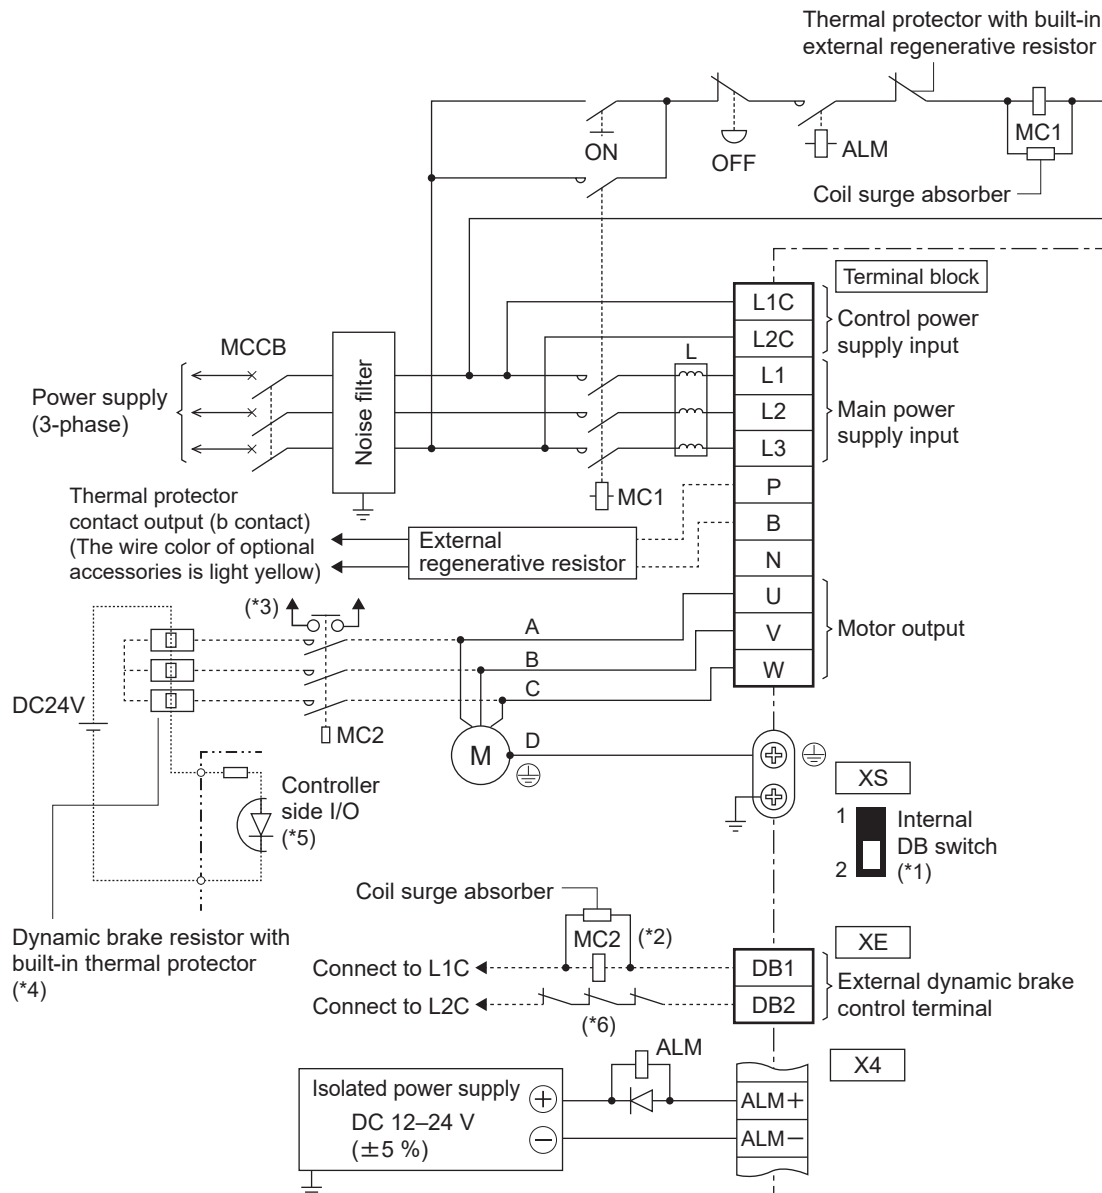 Thermal protector with built-in
external regenerative resistor
ON
OFF
ALM
MC1
Coil surge absorber
Terminal block
L1C
L2C
Control power
supply input
MCCB
Noise filter
L
L1
L2
L3
Main power
supply input
Power supply
(3-phase)
MC1
P
B
N
Thermal protector
contact output (b contact)
(The wire color of optional
accessories is light yellow)
External
regenerative resistor
U
V
W
Motor output
(*3)
A
B
C
DC24V
MC2
M
D
XS
1
2
Internal
DB switch
(*1)
Controller
side I/O
(*5)
Dynamic brake resistor with
built-in thermal protector
(*4)
Coil surge absorber
MC2
(*2)
XE
Connect to L1C
DB1
Connect to L2C
DB2
External dynamic brake
control terminal
(*6)
ALM
X4
Isolated power supply
DC 12–24 V
(±5 %)
+
−
ALM+
ALM−